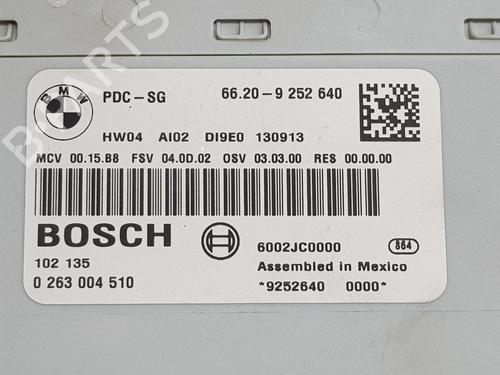 BMW
PDC-SG 66.20-9 252 640
HW04 AI02 DI9E0 130913
MCV 00.15.B8 FSV 04.0D.02 OSV 03.03.00 RES 00.00.00
BOSCH
6002JC0000 864
102 135 Assembled in Mexico
0 263 004 510 *9252640 0000*
B-PARTS